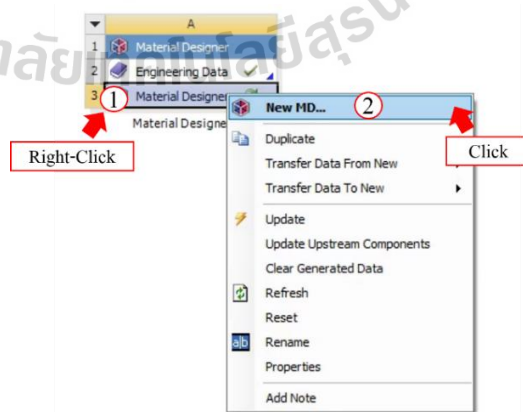 A
1 Material Designer
2 Engineering Data
3 Material Designer
1
Material Designe
Right-Click
New MD... 2
Click
Duplicate
Transfer Data From New
Transfer Data To New
Update
Update Upstream Components
Clear Generated Data
Refresh
Reset
a|b Rename
Properties
Add Note